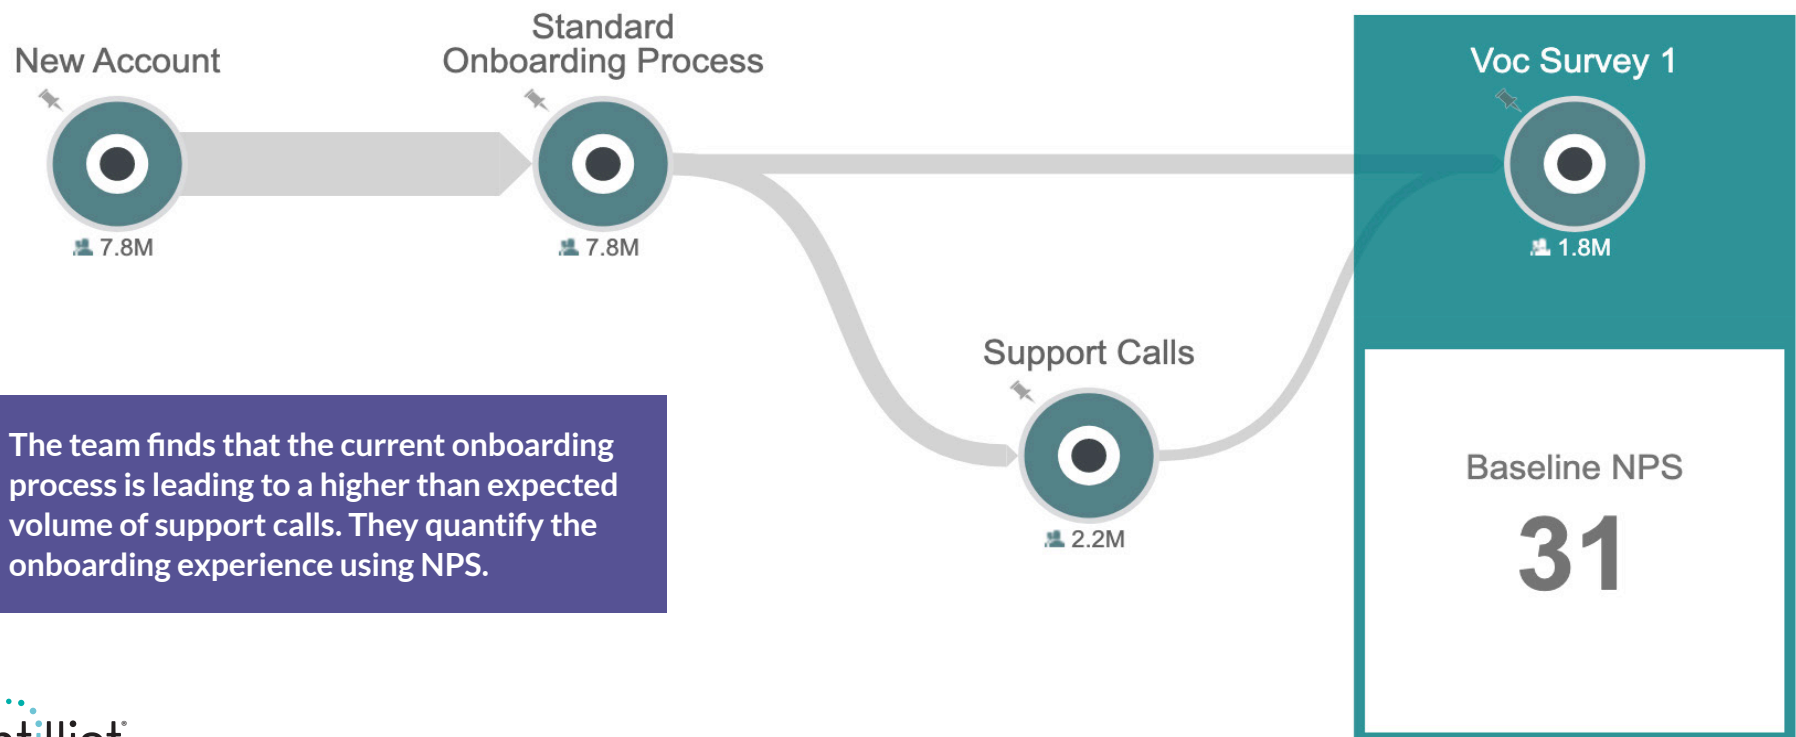 New Account
Standard
Onboarding Process
Voc Survey 1
7.8M
7.8M
1.8M
Support Calls
2.2M
The team finds that the current onboarding
process is leading to a higher than expected
volume of support calls. They quantify the
onboarding experience using NPS.
Baseline NPS
31